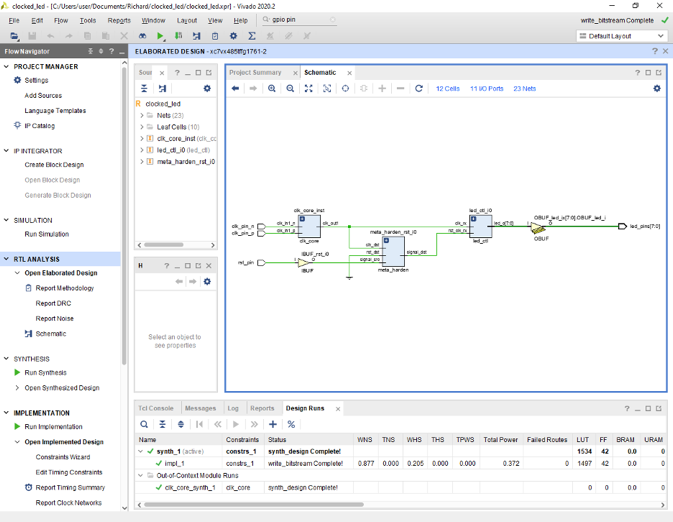 clocked_led - [C:/Users/user/Documents/Richard/clocked_led/clocked_led.xpr] - Vivado 2020.2
File Edit Flow Tools Reports Window Layout View Help gpio pin write_bitstream Complete
Default Layout
Flow Navigator
ELABORATED DESIGN - xc7vx485tffg1761-2
PROJECT MANAGER
Settings
Add Sources
Language Templates
IP Catalog
IP INTEGRATOR
Create Block Design
Open Block Design
Generate Block Design
SIMULATION
Run Simulation
RTL ANALYSIS
Open Elaborated Design
Report Methodology
Report DRC
Report Noise
Schematic
SYNTHESIS
Run Synthesis
Open Synthesized Design
IMPLEMENTATION
Run Implementation
Open Implemented Design
Constraints Wizard
Edit Timing Constraints
Report Timing Summary
Report Clock Networks
Sour
clocked_led
Nets (23)
Leaf Cells (10)
clk_core_inst (clk_cc
led_ctl_i0 (led_ctl)
meta_harden_rst_i0
H
Select an object to
see properties
Project Summary Schematic
12 Cells 11 I/O Ports 23 Nets
clk_core_inst
clk_pin_n clk_in1_n clk_out1
clk_pin_p clk_in1_p
clk_core
led_ctl_i0
clk_rx led_o[7:0]
rst_clk_rx
led_ctl
OBUF_led_ix[7:0].OBUF_led_i
I O
OBUF
led_pins[7:0]
meta_harden_rst_i0
clk_dst
rst_dst signal_dst
signal_src
meta_harden
IBUF_rst_i0
rst_pin I O
IBUF
Tcl Console Messages Log Reports Design Runs
Name Constraints Status WNS TNS WHS THS TPWS Total Power Failed Routes LUT FF BRAM URAM
synth_1 (active) constrs_1 synth_design Complete! 1534 42 0.0 0
impl_1 constrs_1 write_bitstream Complete! 0.877 0.000 0.205 0.000 0.000 0.372 0 1497 42 0.0 0
Out-of-Context Module Runs
clk_core_synth_1 clk_core synth_design Complete! 0 0 0.0 0